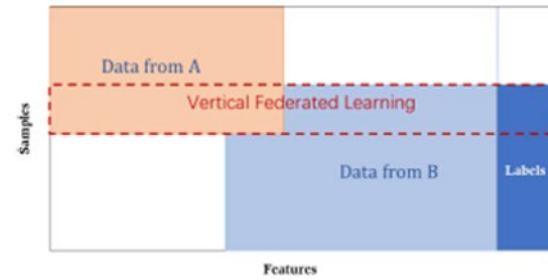 Data from A
Vertical Federated Learning
Samples
Data from B
Labels
Features